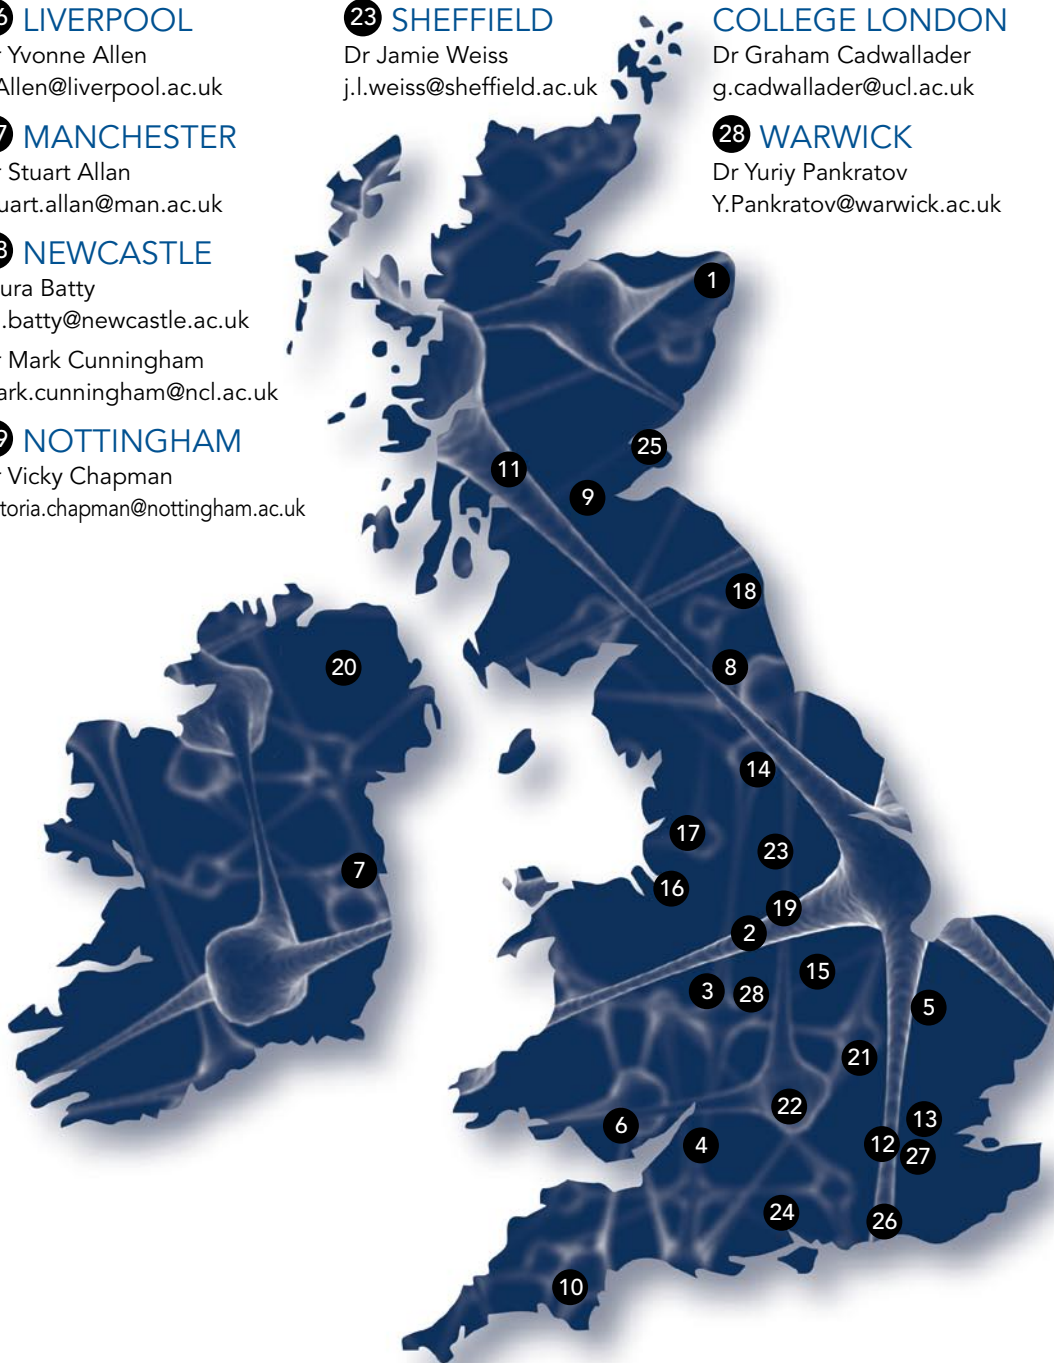 6 LIVERPOOL
r Yvonne Allen
Allen@liverpool.ac.uk
7 MANCHESTER
r Stuart Allan
uart.allan@man.ac.uk
8 NEWCASTLE
ura Batty
.batty@newcastle.ac.uk
r Mark Cunningham
ark.cunningham@ncl.ac.uk
9 NOTTINGHAM
r Vicky Chapman
toria.chapman@nottingham.ac.uk
23 SHEFFIELD
Dr Jamie Weiss
j.l.weiss@sheffield.ac.uk
COLLEGE LONDON
Dr Graham Cadwallader
g.cadwallader@ucl.ac.uk
28 WARWICK
Dr Yuriy Pankratov
Y.Pankratov@warwick.ac.uk
1
25
11
9
18
20
8
14
17
23
7
16
19
2
15
3
28
5
21
22
13
6
4
12
27
24
26
10